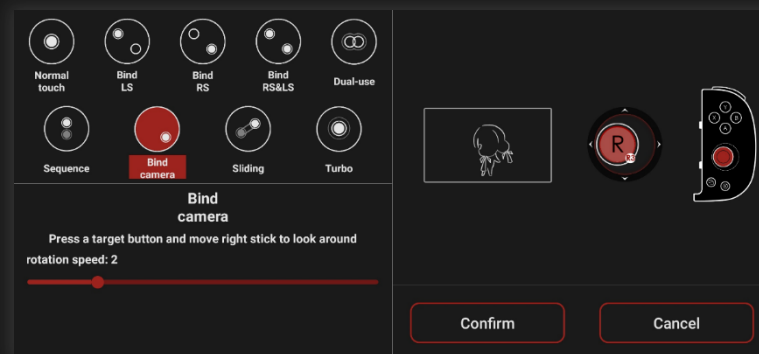 Normal
touch
Bind
LS
Bind
RS
Bind
RS&LS
Dual-use
Sequence
Bind
camera
Sliding
Turbo
Bind
camera
Press a target button and move right stick to look around
rotation speed: 2
R
R3
Y
X
B
A
Confirm
Cancel